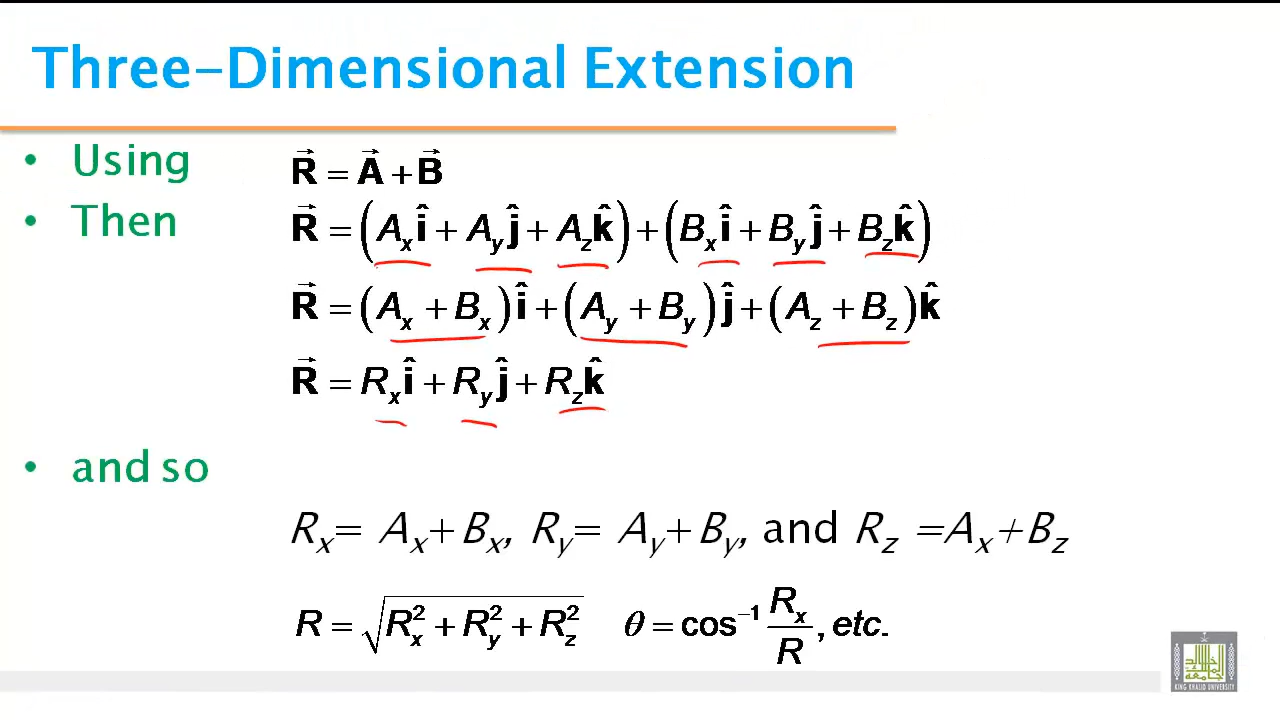 Three-Dimensional Extension
• Using R⃗ = A⃗ + B⃗
• Then R⃗ = (Aₓî + A_yĵ + A_zk̂) + (Bₓî + B_yĵ + B_zk̂)
R⃗ = (Aₓ + Bₓ)î + (A_y + B_y)ĵ + (A_z + B_z)k̂
R⃗ = Rₓî + R_yĵ + R_zk̂
• and so
Rₓ= Aₓ+Bₓ, R_y= A_y+B_y, and R_z =Aₓ+B_z
R = √(Rₓ² + R_y² + R_z²) θ = cos⁻¹ Rₓ/R, etc.
KING KHALID UNIVERSITY